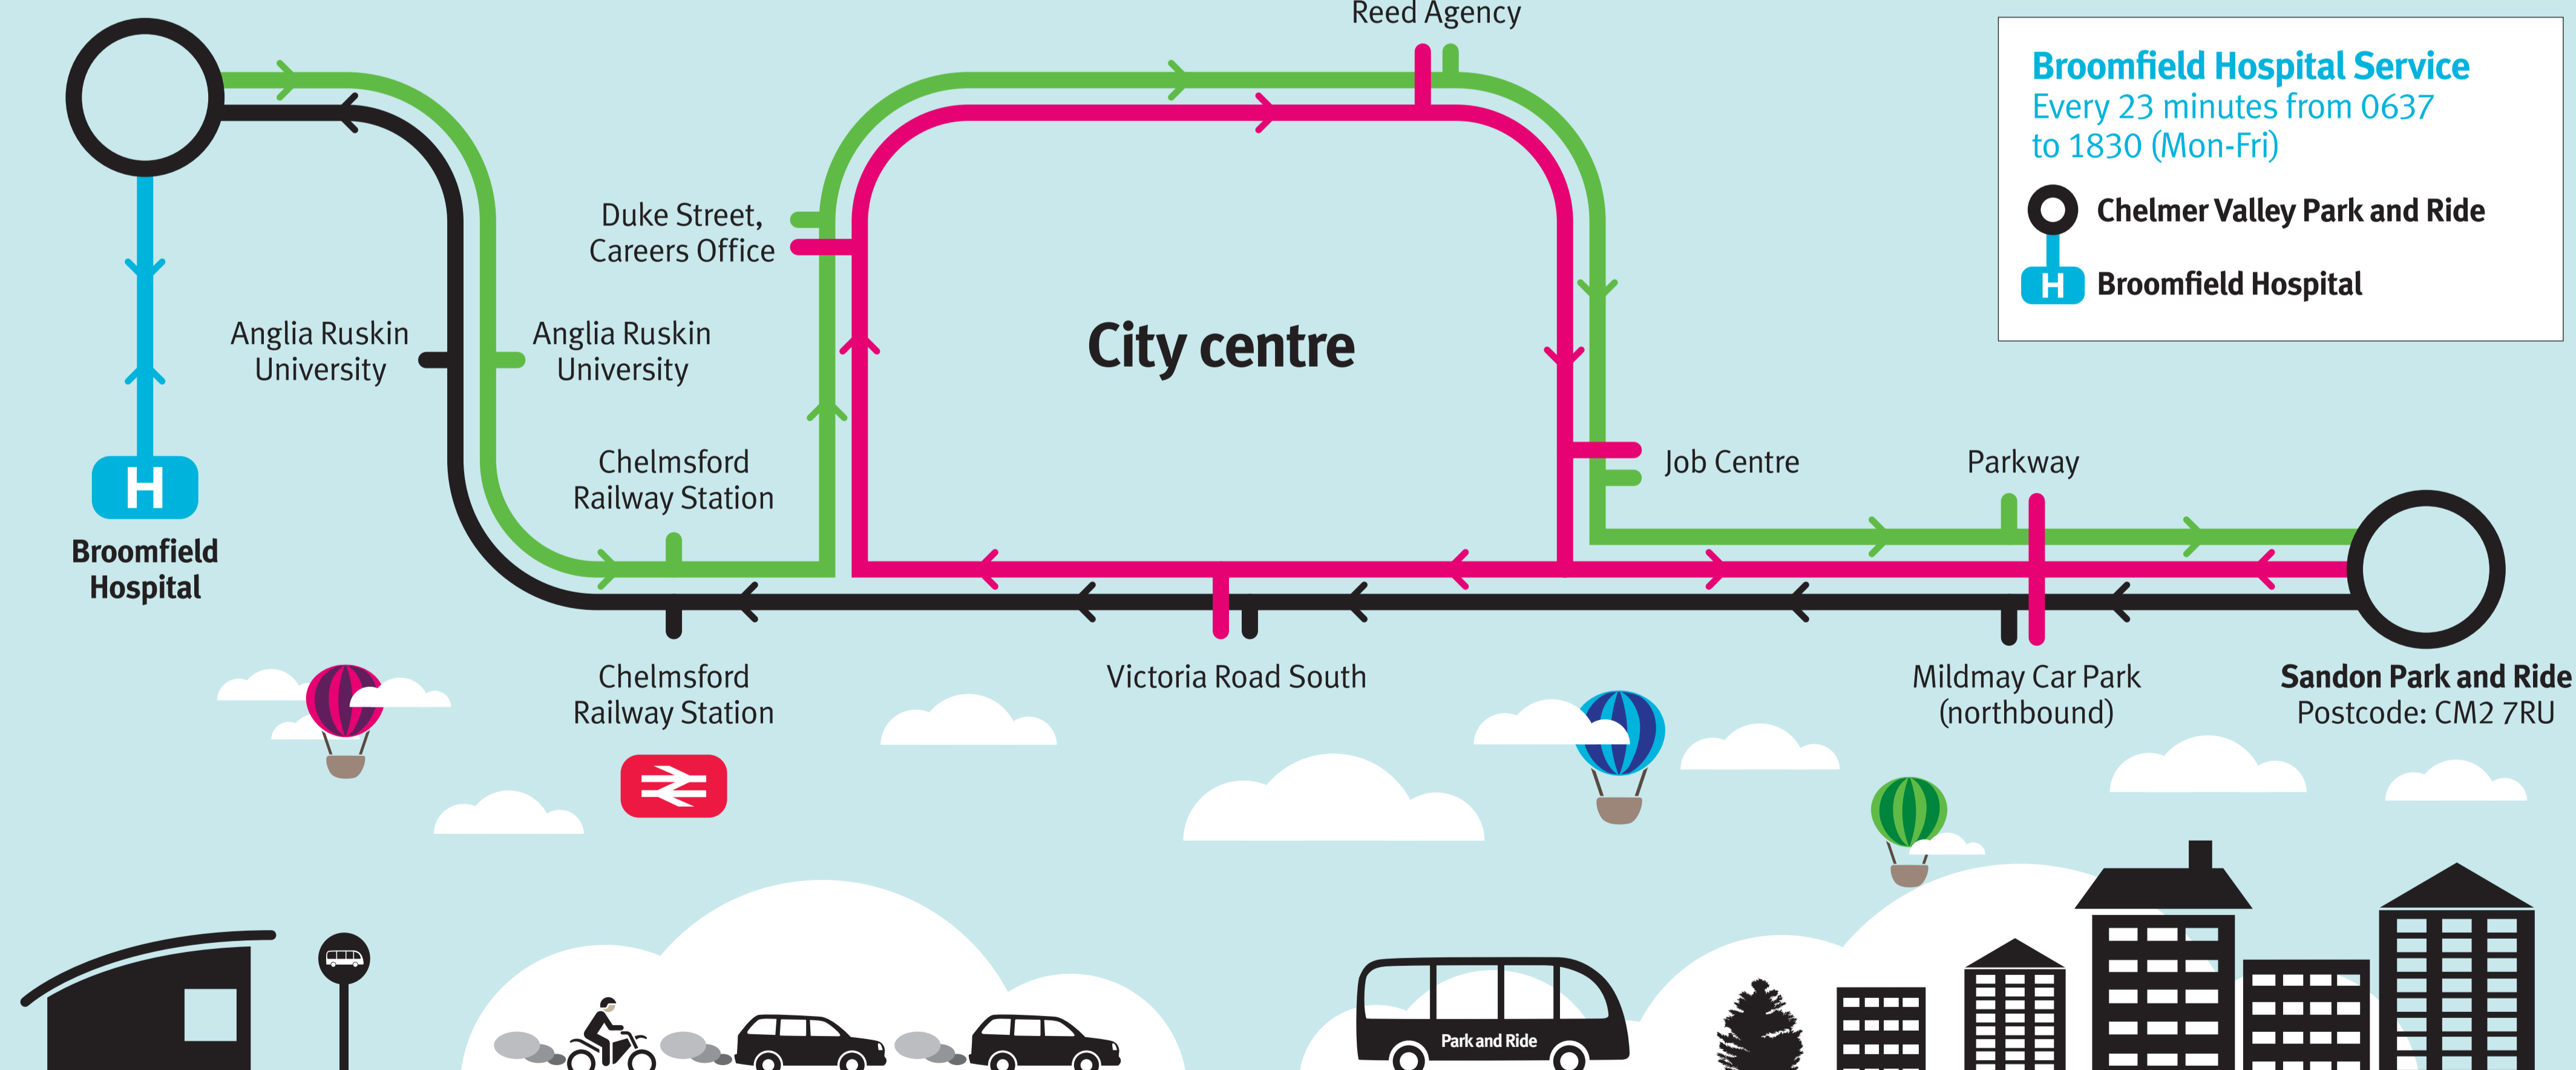 Reed Agency
Broomfield Hospital Service
Every 23 minutes from 0637
to 1830 (Mon-Fri)
Chelmer Valley Park and Ride
H
Broomfield Hospital
Duke Street,
Careers Office
Anglia Ruskin
University
Anglia Ruskin
University
City centre
Chelmsford
Railway Station
Job Centre
Parkway
H
Broomfield
Hospital
Chelmsford
Railway Station
Victoria Road South
Mildmay Car Park
(northbound)
Sandon Park and Ride
Postcode: CM2 7RU
Park and Ride